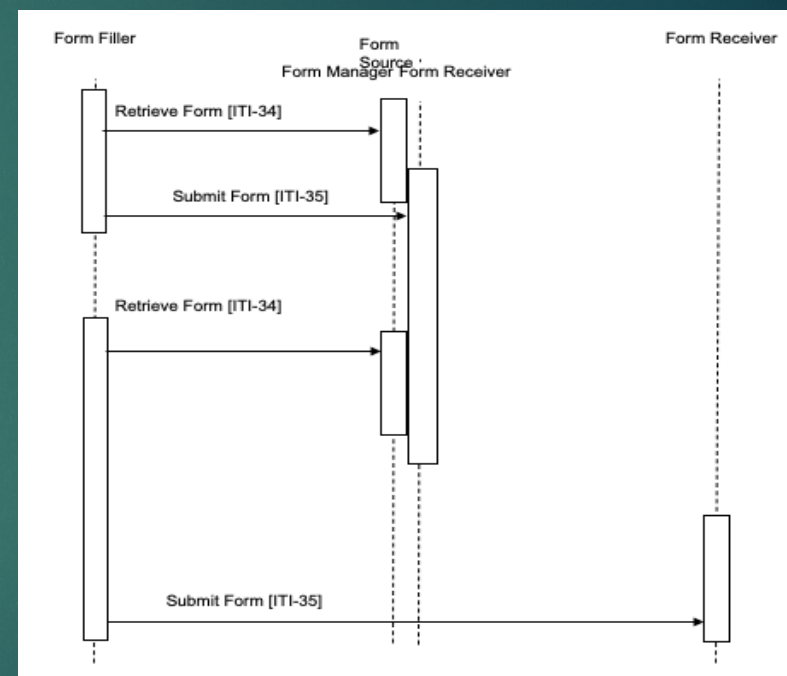 Form Filler
Form
Source :
Form Manager Form Receiver
Form Receiver
Retrieve Form [ITI-34]
Submit Form [ITI-35]
Retrieve Form [ITI-34]
Submit Form [ITI-35]